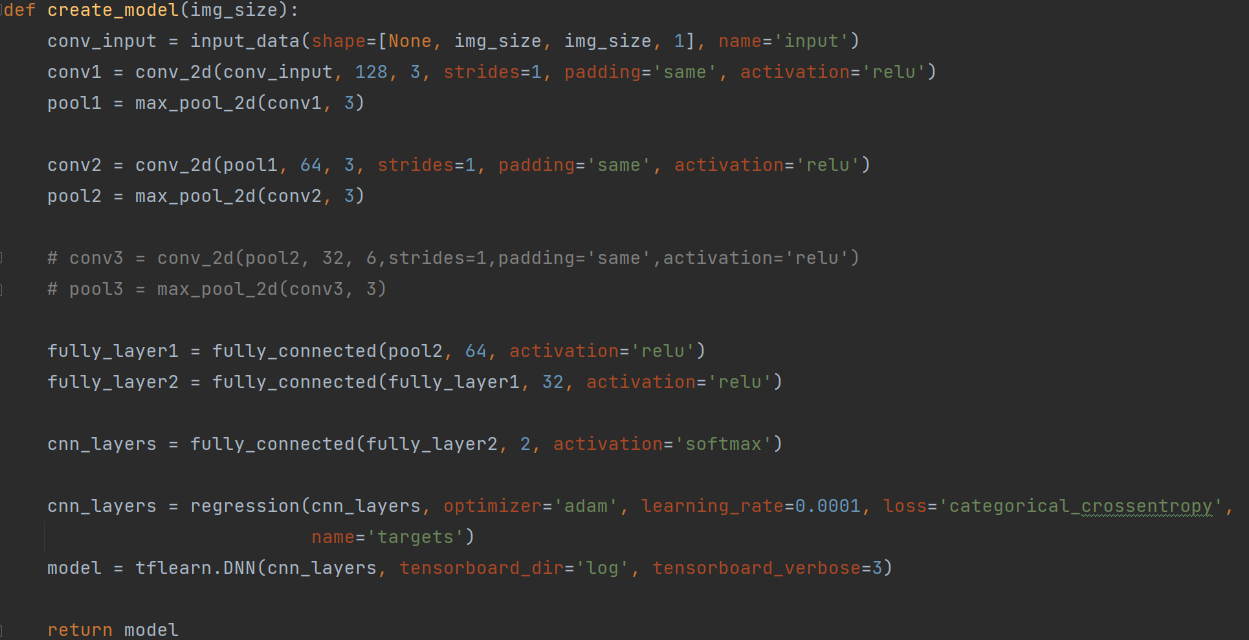 def create_model(img_size):
    conv_input = input_data(shape=[None, img_size, img_size, 1], name='input')
    conv1 = conv_2d(conv_input, 128, 3, strides=1, padding='same', activation='relu')
    pool1 = max_pool_2d(conv1, 3)

    conv2 = conv_2d(pool1, 64, 3, strides=1, padding='same', activation='relu')
    pool2 = max_pool_2d(conv2, 3)

    # conv3 = conv_2d(pool2, 32, 6,strides=1,padding='same',activation='relu')
    # pool3 = max_pool_2d(conv3, 3)

    fully_layer1 = fully_connected(pool2, 64, activation='relu')
    fully_layer2 = fully_connected(fully_layer1, 32, activation='relu')

    cnn_layers = fully_connected(fully_layer2, 2, activation='softmax')

    cnn_layers = regression(cnn_layers, optimizer='adam', learning_rate=0.0001, loss='categorical_crossentropy',
                            name='targets')
    model = tflearn.DNN(cnn_layers, tensorboard_dir='log', tensorboard_verbose=3)

    return model